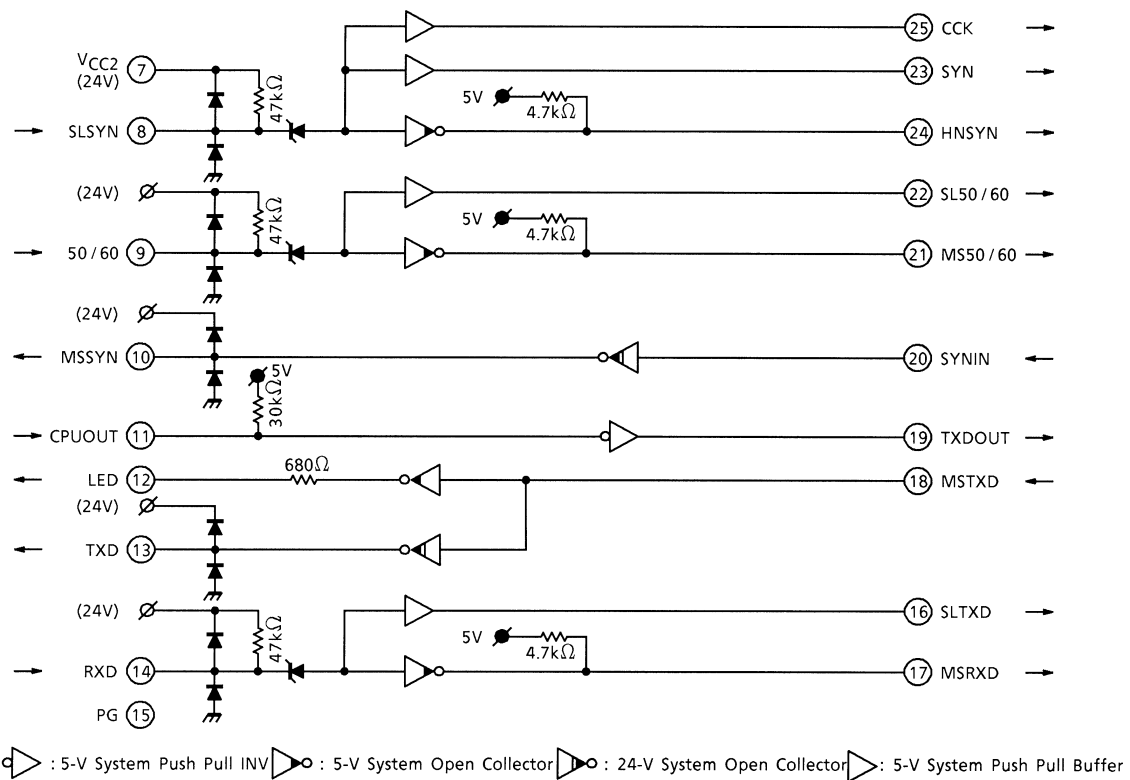 25 CCK
VCC2
(24V)
7
47kΩ
23 SYN
5V
4.7kΩ
SLSYN 8
24 HNSYN
(24V)
47kΩ
22 SL50/60
5V
4.7kΩ
50/60 9
21 MS50/60
(24V)
MSSYN 10
20 SYNIN
5V
30kΩ
CPUOUT 11
19 TXDOUT
680Ω
LED 12
18 MSTXD
(24V)
TXD 13
(24V)
47kΩ
16 SLTXD
5V
4.7kΩ
RXD 14
17 MSRXD
PG 15
: 5-V System Push Pull INV : 5-V System Open Collector : 24-V System Open Collector : 5-V System Push Pull Buffer